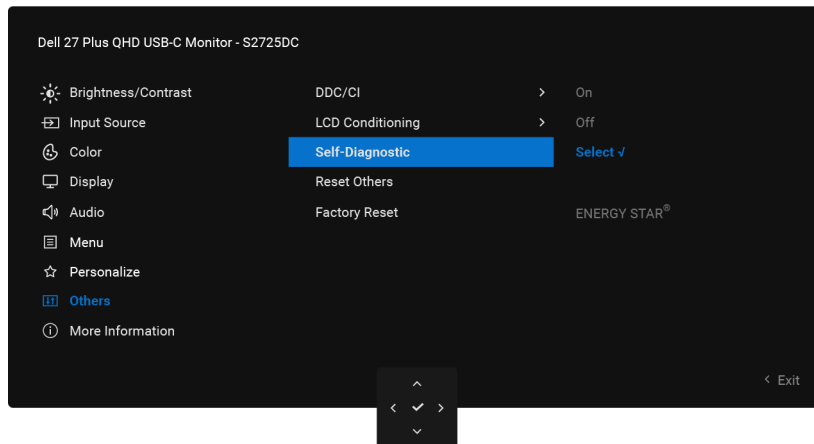 Dell 27 Plus QHD USB-C Monitor - S2725DC
Brightness/Contrast DDC/CI > On
Input Source LCD Conditioning > Off
Color Self-Diagnostic Select √
Display Reset Others
Audio Factory Reset ENERGY STAR®
Menu
Personalize
Others
More Information
< Exit